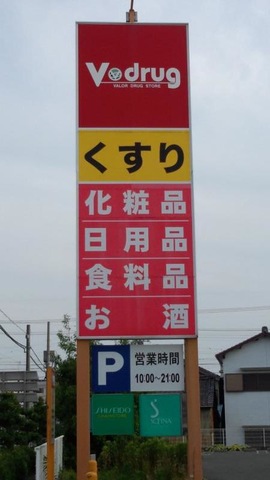 V drug
VALOR DRUG STORE
くすり
化粧品
日用品
食料品
お酒
P
営業時間
10:00～21:00
SHISEIDO
SOFINA